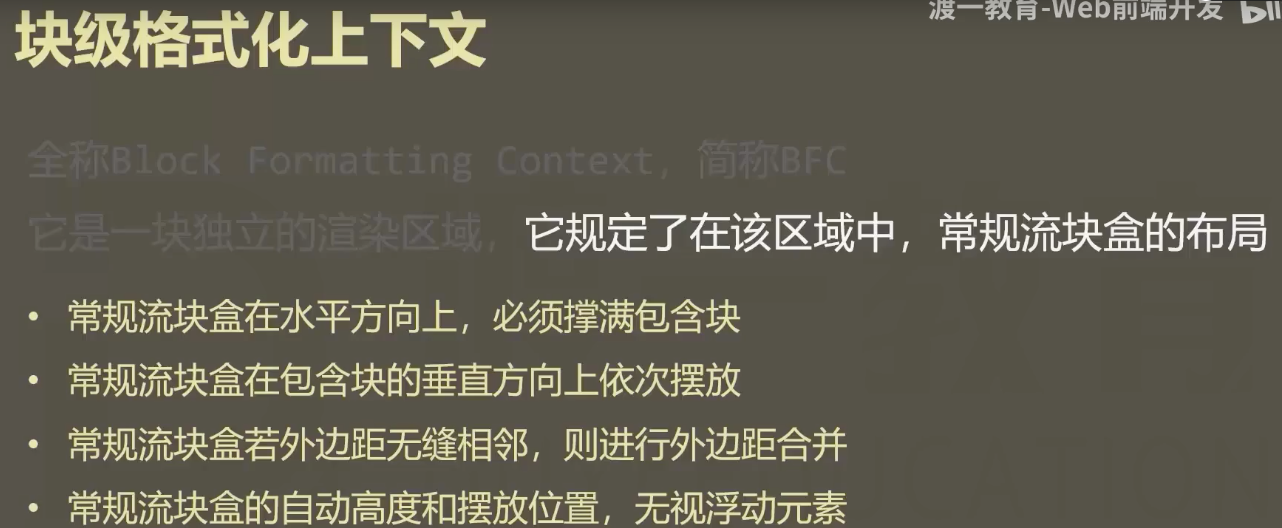 渡一教育-Web前端开发
块级格式化上下文
全称Block Formatting Context，简称BFC
它是一块独立的渲染区域，它规定了在该区域中，常规流块盒的布局
• 常规流块盒在水平方向上，必须撑满包含块
• 常规流块盒在包含块的垂直方向上依次摆放
• 常规流块盒若外边距无缝相邻，则进行外边距合并
• 常规流块盒的自动高度和摆放位置，无视浮动元素